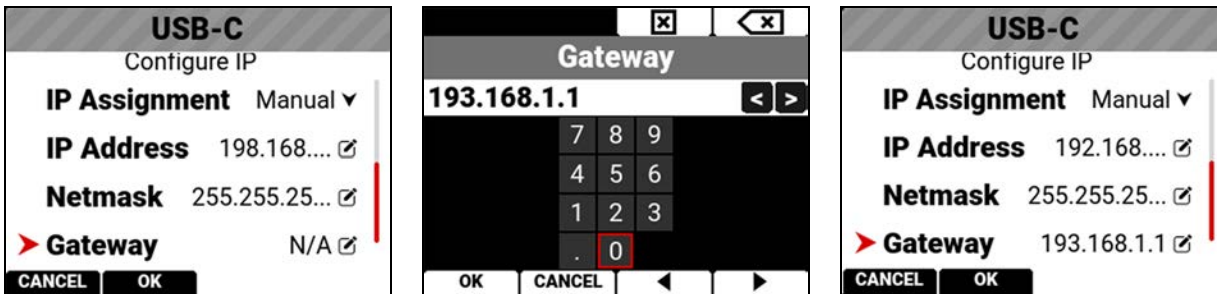 USB-C
Configure IP
IP Assignment Manual
IP Address 198.168....
Netmask 255.255.25...
Gateway N/A
CANCEL OK
Gateway
193.168.1.1 < >
7 8 9
4 5 6
1 2 3
. 0
OK CANCEL
USB-C
Configure IP
IP Assignment Manual
IP Address 192.168....
Netmask 255.255.25...
Gateway 193.168.1.1
CANCEL OK